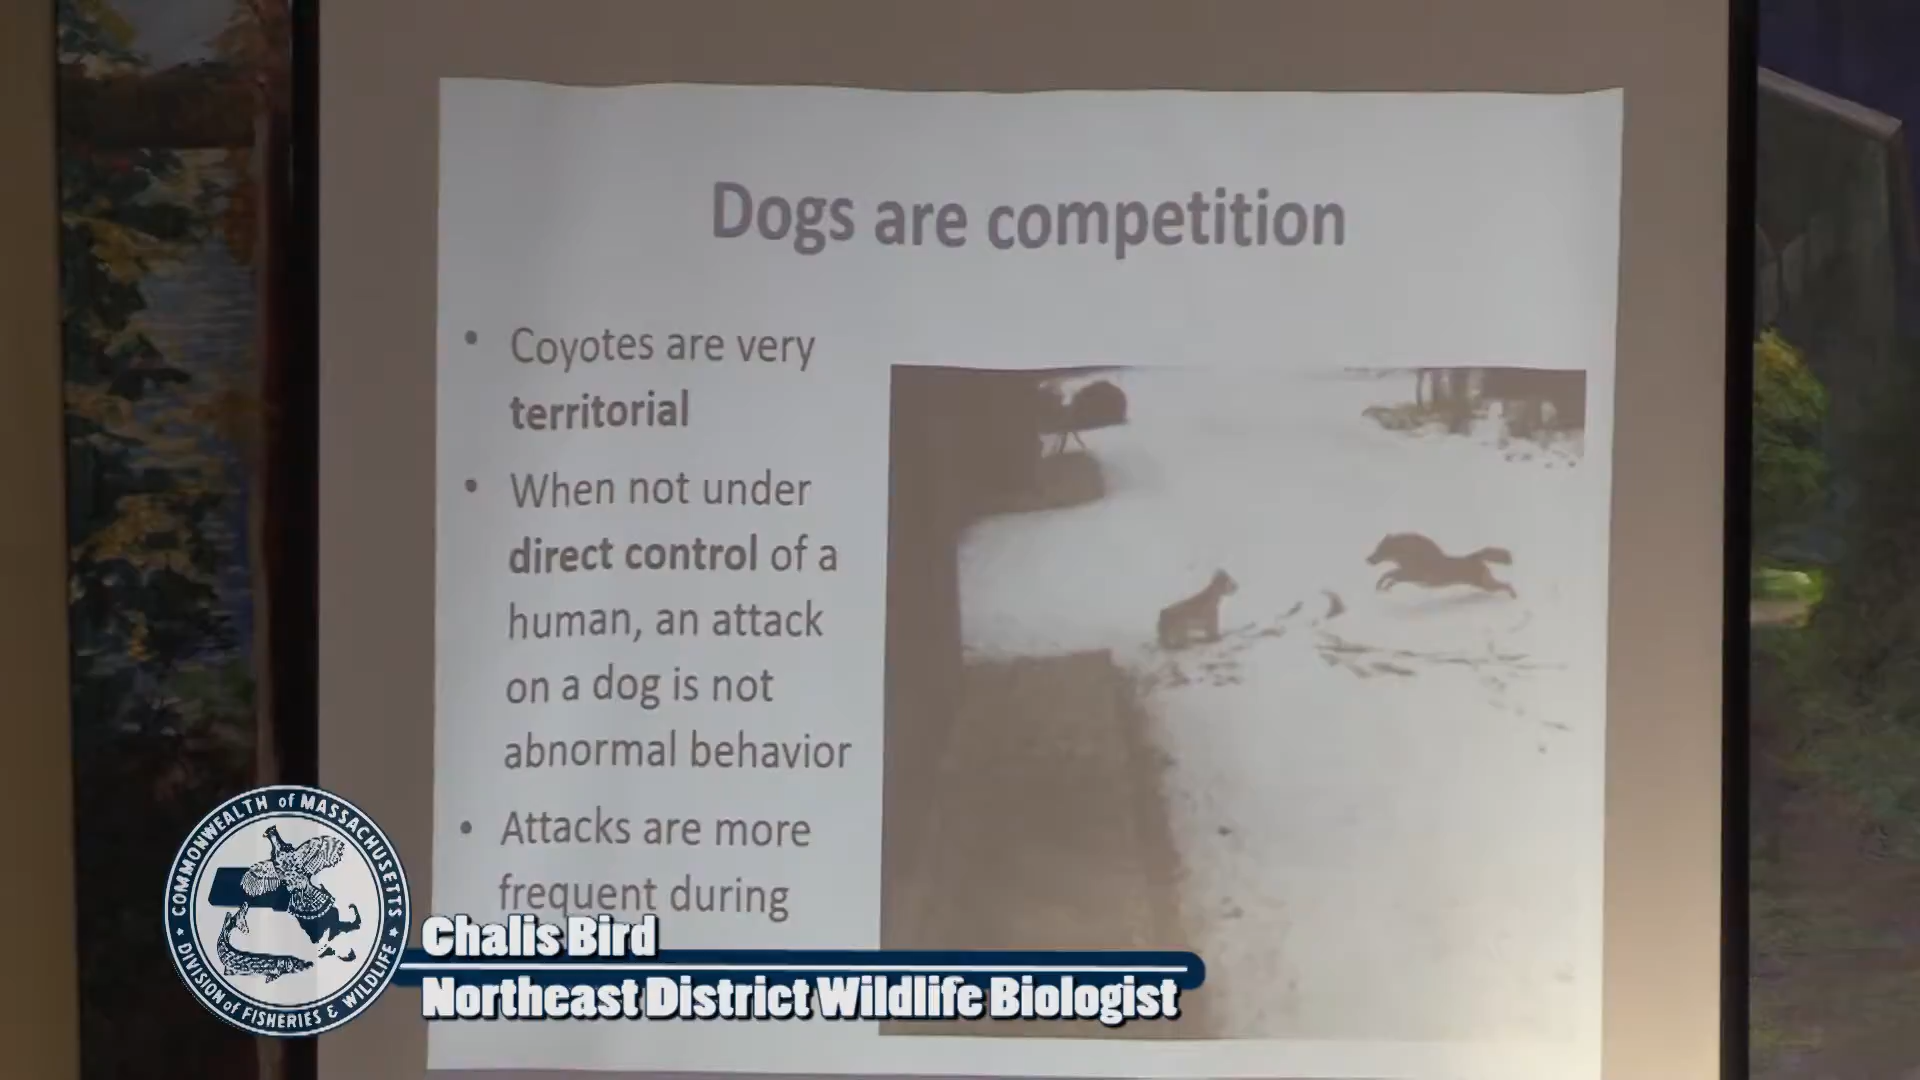 Dogs are competition
• Coyotes are very
territorial
• When not under
direct control of a
human, an attack
on a dog is not
abnormal behavior
• Attacks are more
frequent during
COMMONWEALTH of MASSACHUSETTS
DIVISION of FISHERIES & WILDLIFE
Chalis Bird
Northeast District Wildlife Biologist